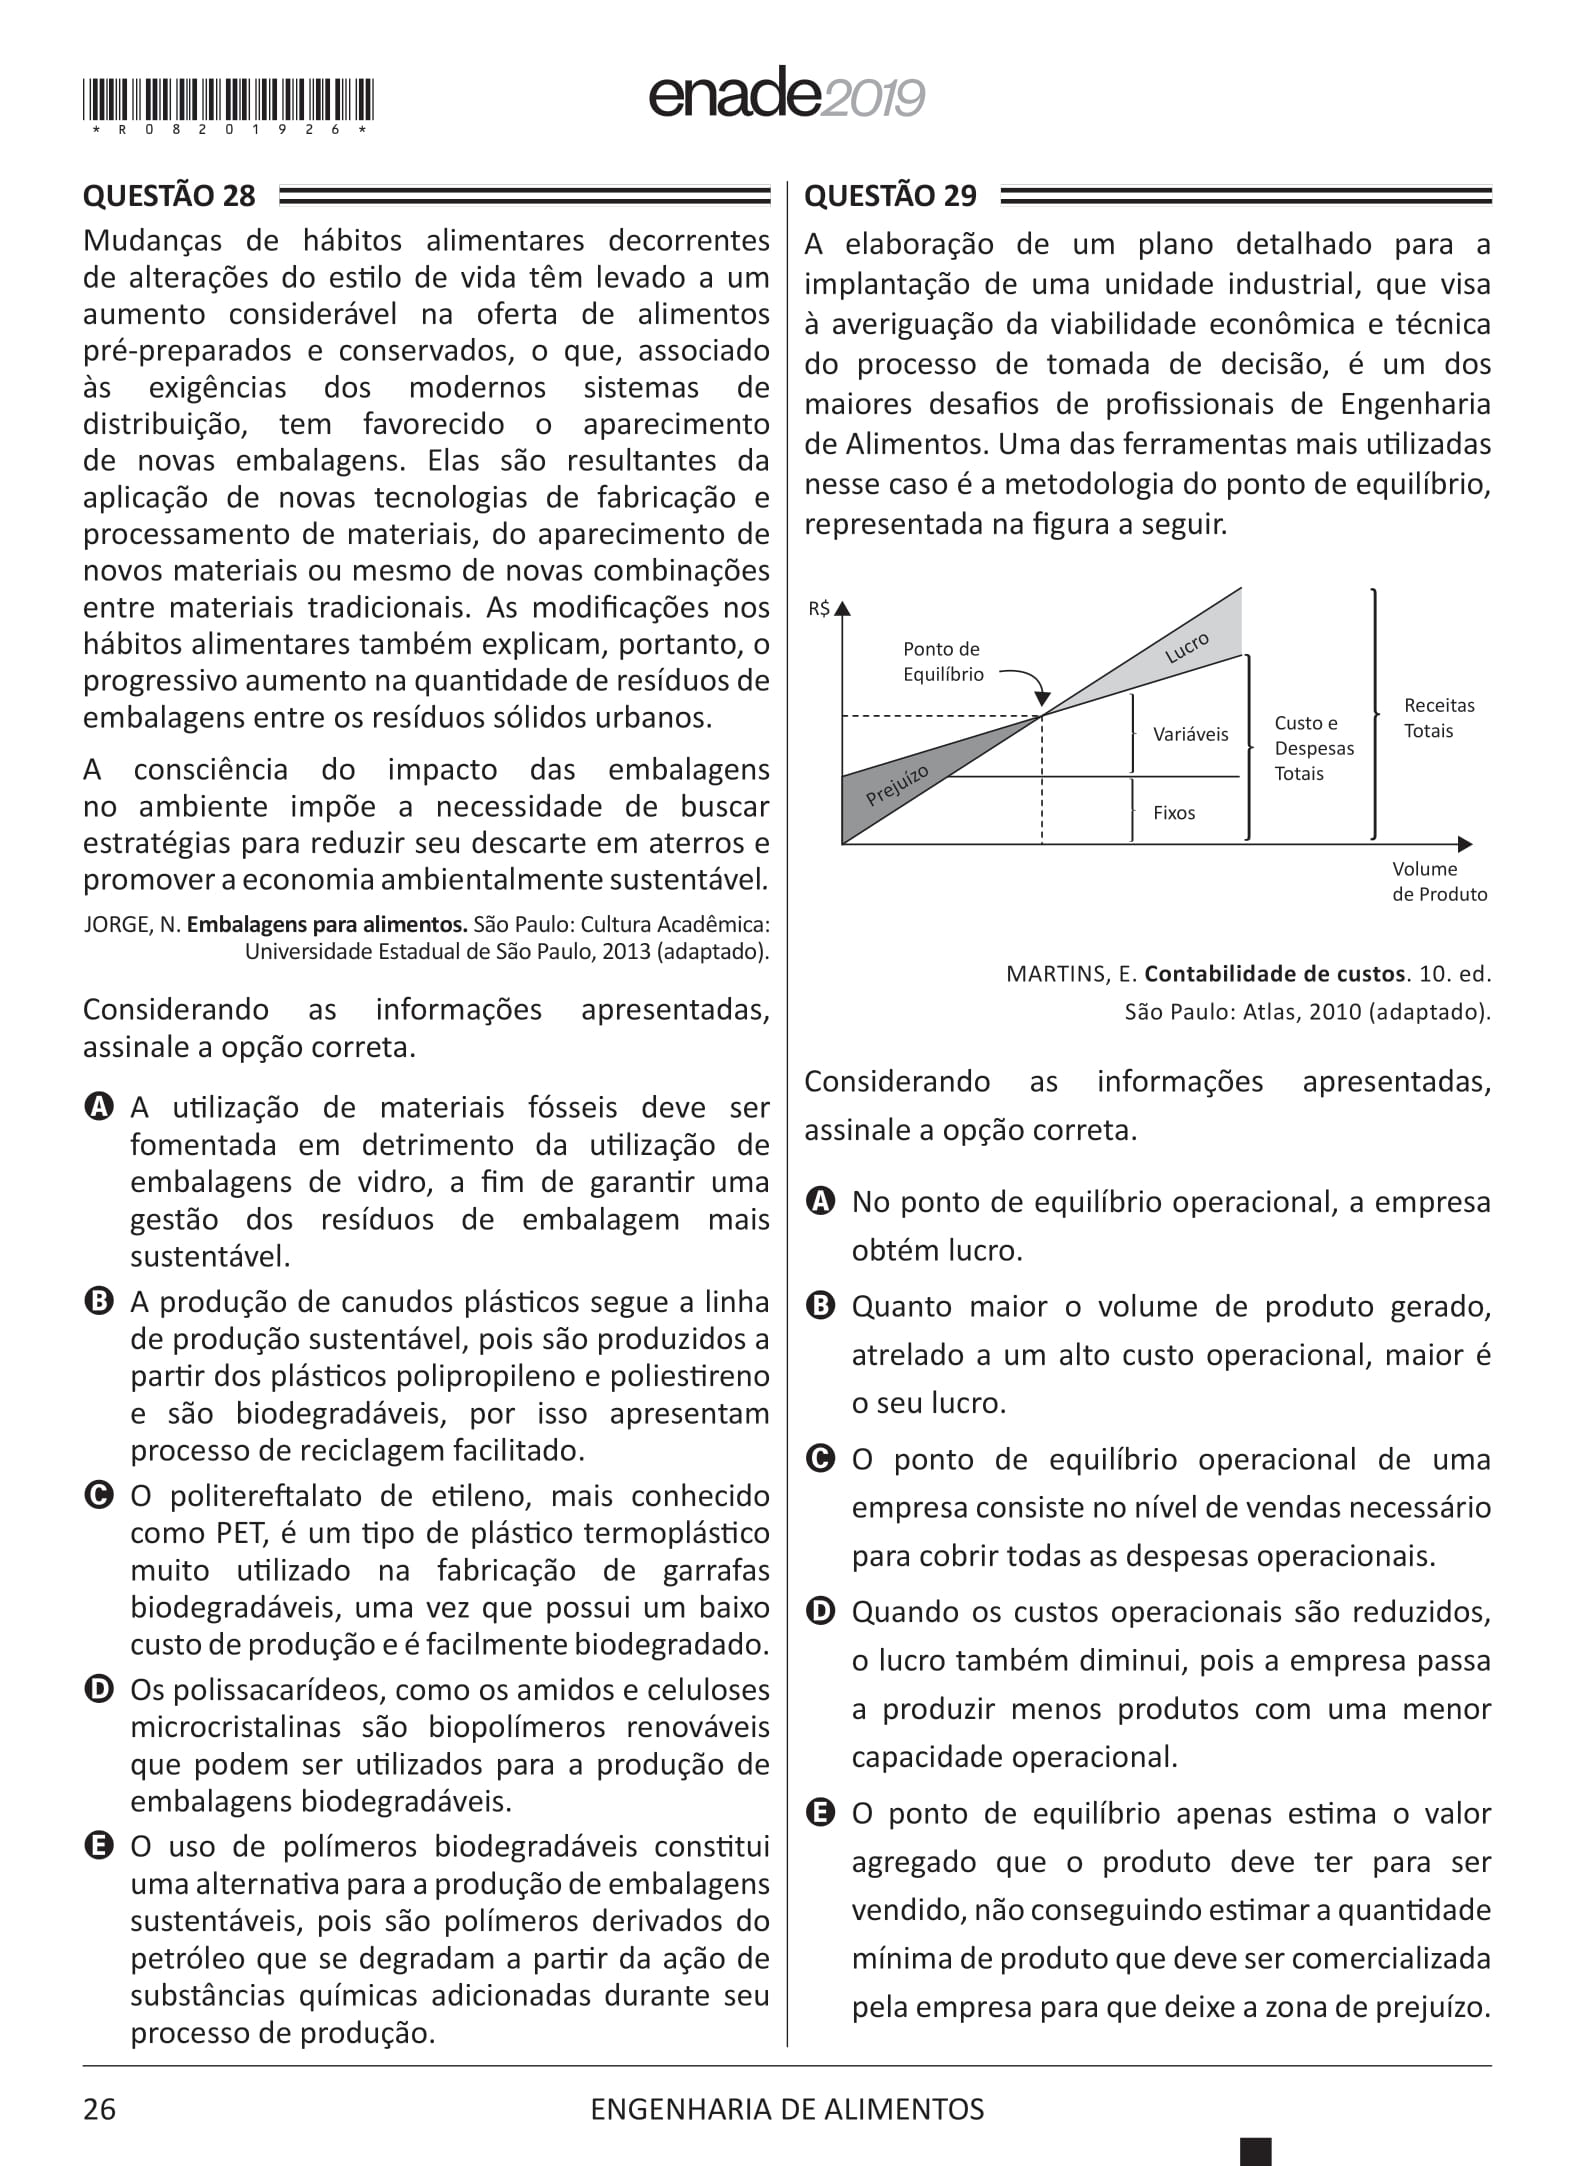 *R08201926*
enade2019
QUESTÃO 28
Mudanças de hábitos alimentares decorrentes
de alterações do estilo de vida têm levado a um
aumento considerável na oferta de alimentos
pré-preparados e conservados, o que, associado
às exigências dos modernos sistemas de
distribuição, tem favorecido o aparecimento
de novas embalagens. Elas são resultantes da
aplicação de novas tecnologias de fabricação e
processamento de materiais, do aparecimento de
novos materiais ou mesmo de novas combinações
entre materiais tradicionais. As modificações nos
hábitos alimentares também explicam, portanto, o
progressivo aumento na quantidade de resíduos de
embalagens entre os resíduos sólidos urbanos.
A consciência do impacto das embalagens
no ambiente impõe a necessidade de buscar
estratégias para reduzir seu descarte em aterros e
promover a economia ambientalmente sustentável.
JORGE, N. Embalagens para alimentos. São Paulo: Cultura Acadêmica:
Universidade Estadual de São Paulo, 2013 (adaptado).
Considerando as informações apresentadas,
assinale a opção correta.
A A utilização de materiais fósseis deve ser
fomentada em detrimento da utilização de
embalagens de vidro, a fim de garantir uma
gestão dos resíduos de embalagem mais
sustentável.
B A produção de canudos plásticos segue a linha
de produção sustentável, pois são produzidos a
partir dos plásticos polipropileno e poliestireno
e são biodegradáveis, por isso apresentam
processo de reciclagem facilitado.
C O politereftalato de etileno, mais conhecido
como PET, é um tipo de plástico termoplástico
muito utilizado na fabricação de garrafas
biodegradáveis, uma vez que possui um baixo
custo de produção e é facilmente biodegradado.
D Os polissacarídeos, como os amidos e celuloses
microcristalinas são biopolímeros renováveis
que podem ser utilizados para a produção de
embalagens biodegradáveis.
E O uso de polímeros biodegradáveis constitui
uma alternativa para a produção de embalagens
sustentáveis, pois são polímeros derivados do
petróleo que se degradam a partir da ação de
substâncias químicas adicionadas durante seu
processo de produção.
QUESTÃO 29
A elaboração de um plano detalhado para a
implantação de uma unidade industrial, que visa
à averiguação da viabilidade econômica e técnica
do processo de tomada de decisão, é um dos
maiores desafios de profissionais de Engenharia
de Alimentos. Uma das ferramentas mais utilizadas
nesse caso é a metodologia do ponto de equilíbrio,
representada na figura a seguir.
R$
Ponto de
Equilíbrio
Lucro
Prejuízo
Variáveis
Fixos
Custo e
Despesas
Totais
Receitas
Totais
Volume
de Produto
MARTINS, E. Contabilidade de custos. 10. ed.
São Paulo: Atlas, 2010 (adaptado).
Considerando as informações apresentadas,
assinale a opção correta.
A No ponto de equilíbrio operacional, a empresa
obtém lucro.
B Quanto maior o volume de produto gerado,
atrelado a um alto custo operacional, maior é
o seu lucro.
C O ponto de equilíbrio operacional de uma
empresa consiste no nível de vendas necessário
para cobrir todas as despesas operacionais.
D Quando os custos operacionais são reduzidos,
o lucro também diminui, pois a empresa passa
a produzir menos produtos com uma menor
capacidade operacional.
E O ponto de equilíbrio apenas estima o valor
agregado que o produto deve ter para ser
vendido, não conseguindo estimar a quantidade
mínima de produto que deve ser comercializada
pela empresa para que deixe a zona de prejuízo.
26
ENGENHARIA DE ALIMENTOS